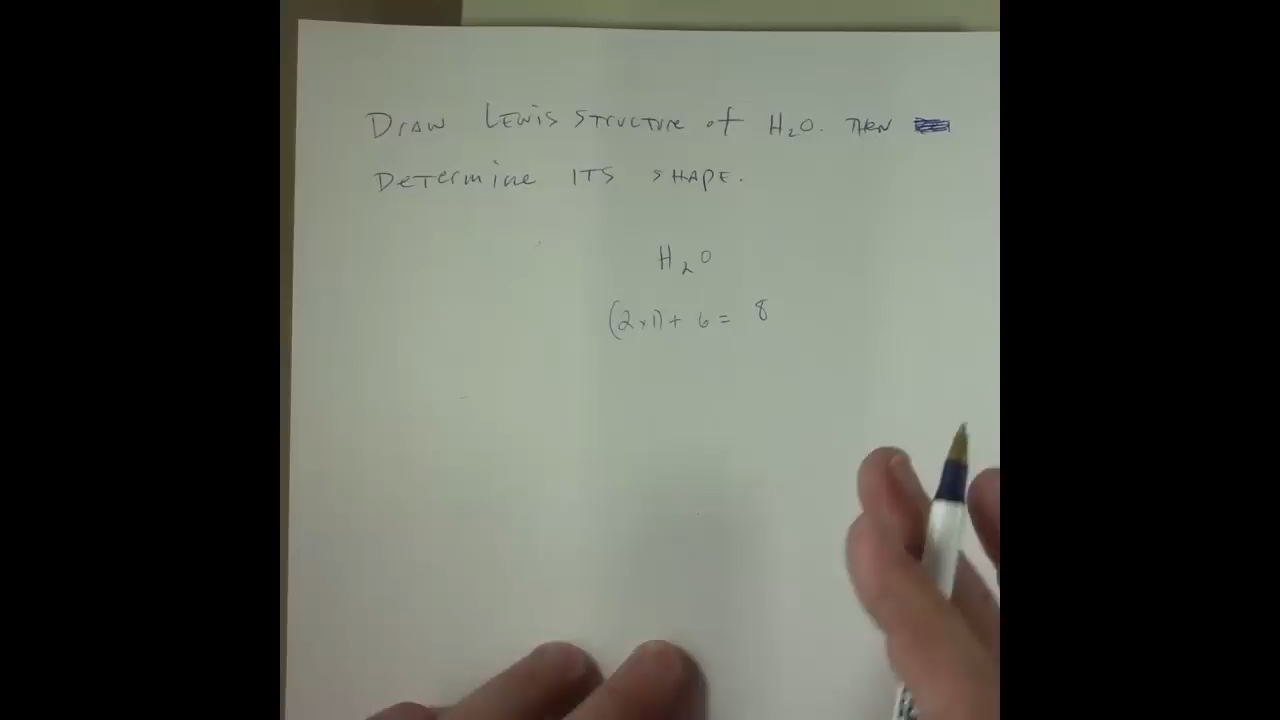 Draw Lewis structure of H₂O. Then
Determine its shape.
H₂O
(2x1)+ 6 = 8